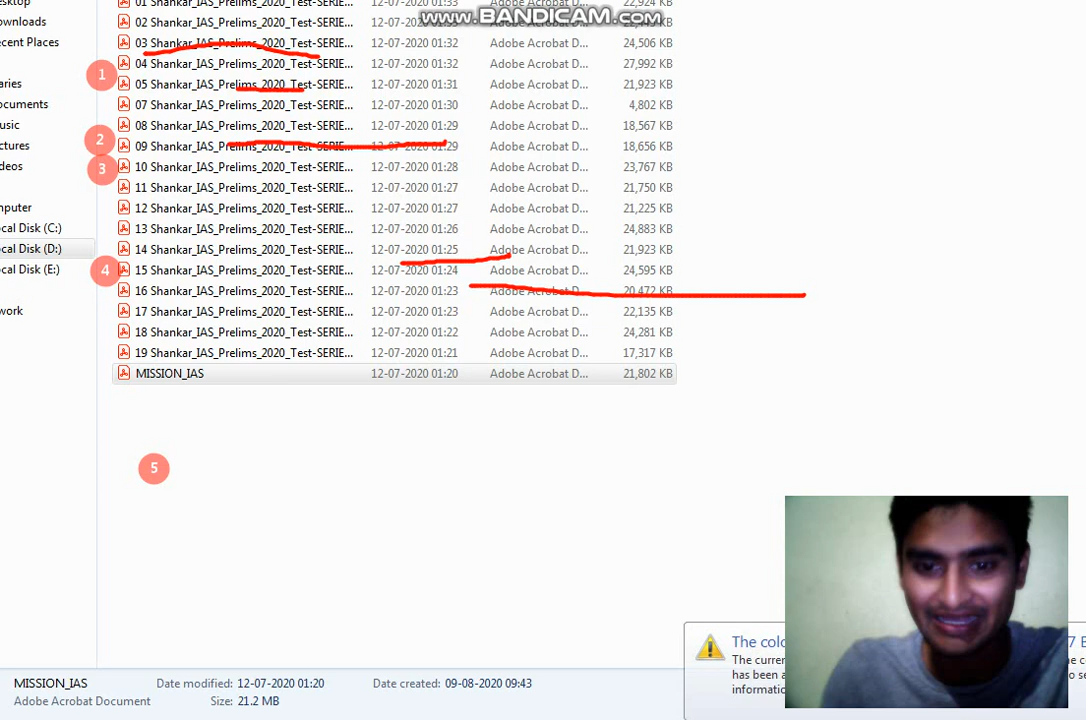 sktop
01 Shankar_IAS_Prelims_2020_Test-SERIE... 12-07-2020 01:33 Adobe Acrobat D... 22,924 KB
www.BANDICAM.com
ownloads 02 Shankar_IAS_Prelims_2020_Test-SERIE... 12-07-2020 Adobe Acrobat D... KB
ecent Places 03 Shankar_IAS_Prelims_2020_Test-SERIE... 12-07-2020 01:32 Adobe Acrobat D... 24,506 KB
04 Shankar_IAS_Prelims_2020_Test-SERIE... 12-07-2020 01:32 Adobe Acrobat D... 27,992 KB
1
aries 05 Shankar_IAS_Prelims_2020_Test-SERIE... 12-07-2020 01:31 Adobe Acrobat D... 21,923 KB
ocuments 07 Shankar_IAS_Prelims_2020_Test-SERIE... 12-07-2020 01:30 Adobe Acrobat D... 4,802 KB
usic 08 Shankar_IAS_Prelims_2020_Test-SERIE... 12-07-2020 01:29 Adobe Acrobat D... 18,567 KB
2
ctures 09 Shankar_IAS_Prelims_2020_Test-SERIE... 12-07-2020 01:29 Adobe Acrobat D... 18,656 KB
deos 3 10 Shankar_IAS_Prelims_2020_Test-SERIE... 12-07-2020 01:28 Adobe Acrobat D... 23,767 KB
11 Shankar_IAS_Prelims_2020_Test-SERIE... 12-07-2020 01:27 Adobe Acrobat D... 21,750 KB
mputer 12 Shankar_IAS_Prelims_2020_Test-SERIE... 12-07-2020 01:27 Adobe Acrobat D... 21,225 KB
ocal Disk (C:) 13 Shankar_IAS_Prelims_2020_Test-SERIE... 12-07-2020 01:26 Adobe Acrobat D... 24,883 KB
ocal Disk (D:) 14 Shankar_IAS_Prelims_2020_Test-SERIE... 12-07-2020 01:25 Adobe Acrobat D... 21,923 KB
ocal Disk (E:) 4 15 Shankar_IAS_Prelims_2020_Test-SERIE... 12-07-2020 01:24 Adobe Acrobat D... 24,595 KB
16 Shankar_IAS_Prelims_2020_Test-SERIE... 12-07-2020 01:23 Adobe Acrobat D... 20,472 KB
work 17 Shankar_IAS_Prelims_2020_Test-SERIE... 12-07-2020 01:23 Adobe Acrobat D... 22,135 KB
18 Shankar_IAS_Prelims_2020_Test-SERIE... 12-07-2020 01:22 Adobe Acrobat D... 24,281 KB
19 Shankar_IAS_Prelims_2020_Test-SERIE... 12-07-2020 01:21 Adobe Acrobat D... 17,317 KB
MISSION_IAS 12-07-2020 01:20 Adobe Acrobat D... 21,802 KB
5
The colo
The curren
has been a
informatio
MISSION_IAS Date modified: 12-07-2020 01:20 Date created: 09-08-2020 09:43
Adobe Acrobat Document Size: 21.2 MB